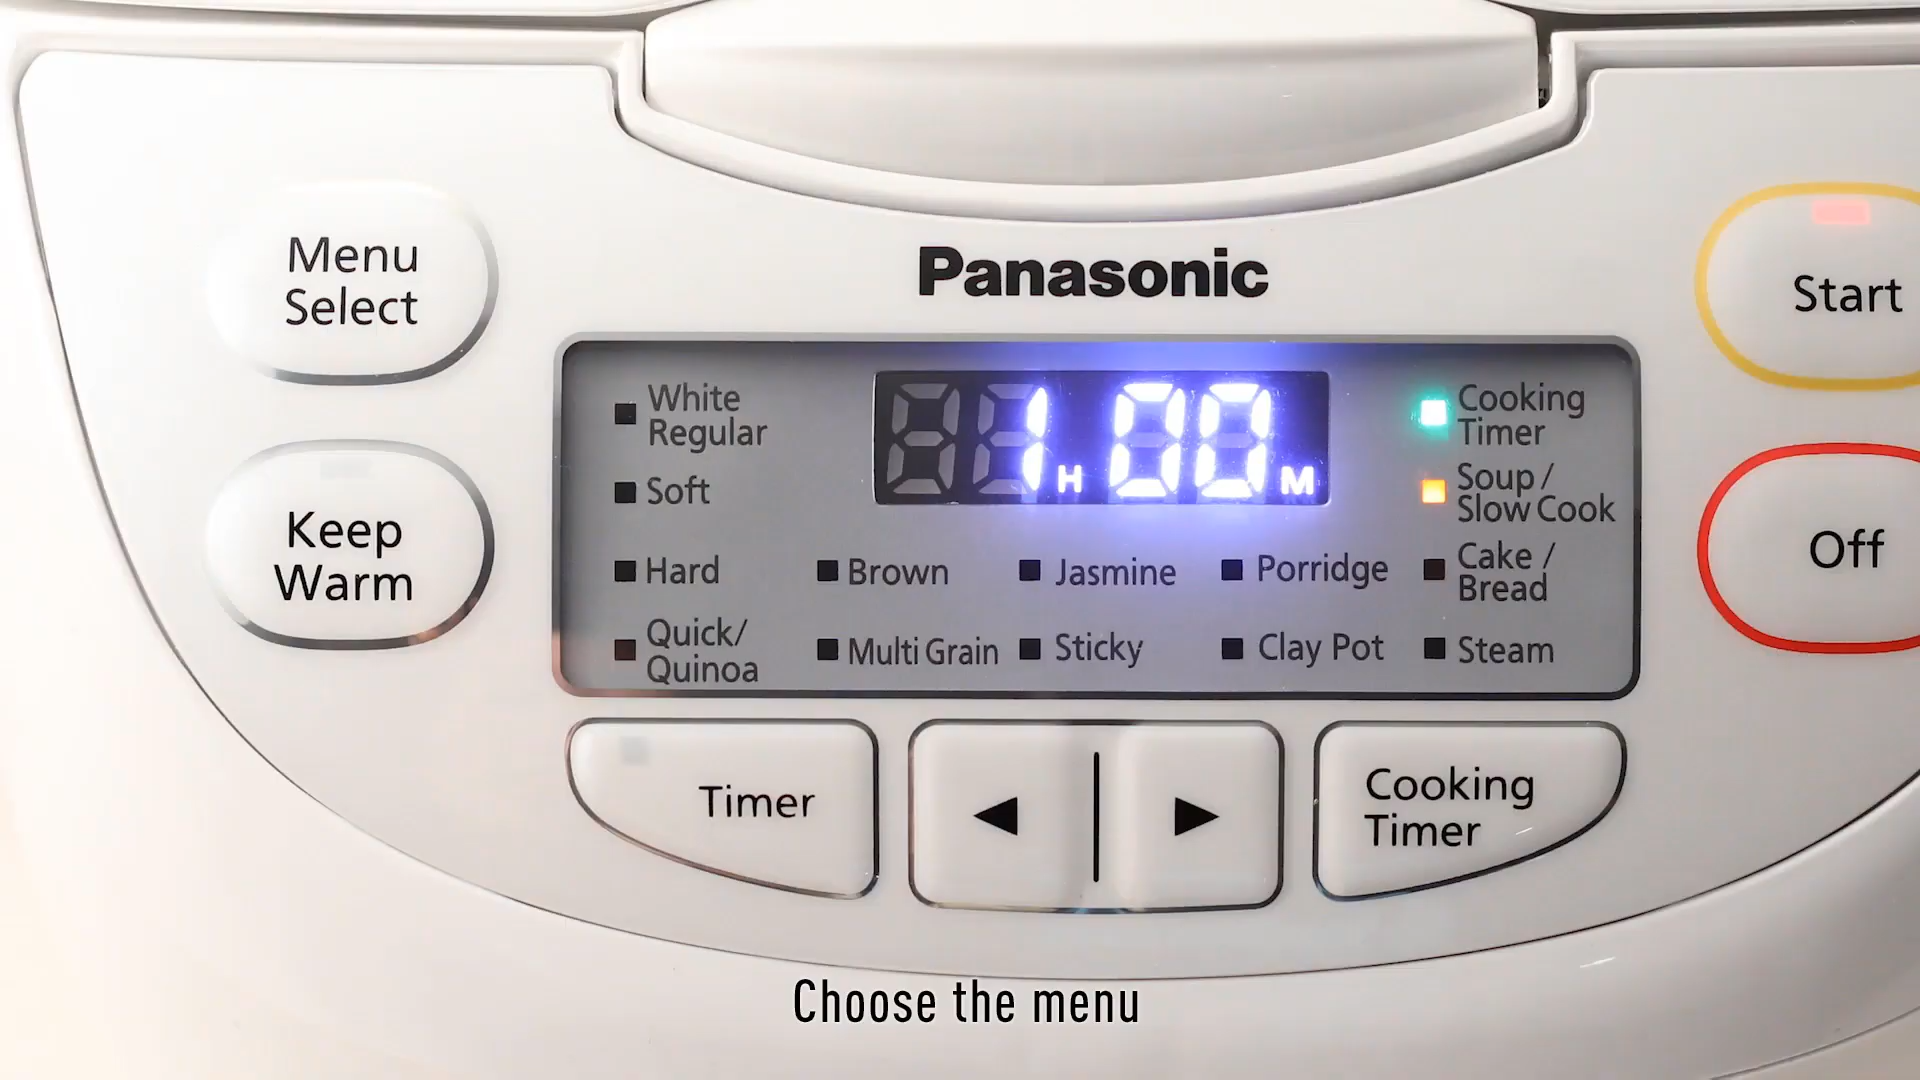 Menu
Select
Panasonic
Start
White
Regular
1 H 00 M
Cooking
Timer
Soft
Soup /
Slow Cook
Keep
Warm
Off
Hard
Brown
Jasmine
Porridge
Cake /
Bread
Quick/
Quinoa
Multi Grain
Sticky
Clay Pot
Steam
Timer
◀
▶
Cooking
Timer
Choose the menu